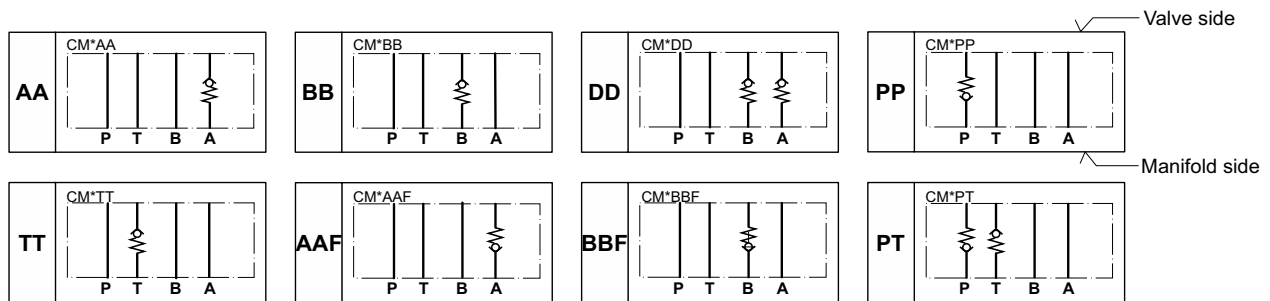 Valve side
AA
CM*AA
P T B A
BB
CM*BB
P T B A
DD
CM*DD
P T B A
PP
CM*PP
P T B A
Manifold side
TT
CM*TT
P T B A
AAF
CM*AAF
P T B A
BBF
CM*BBF
P T B A
PT
CM*PT
P T B A